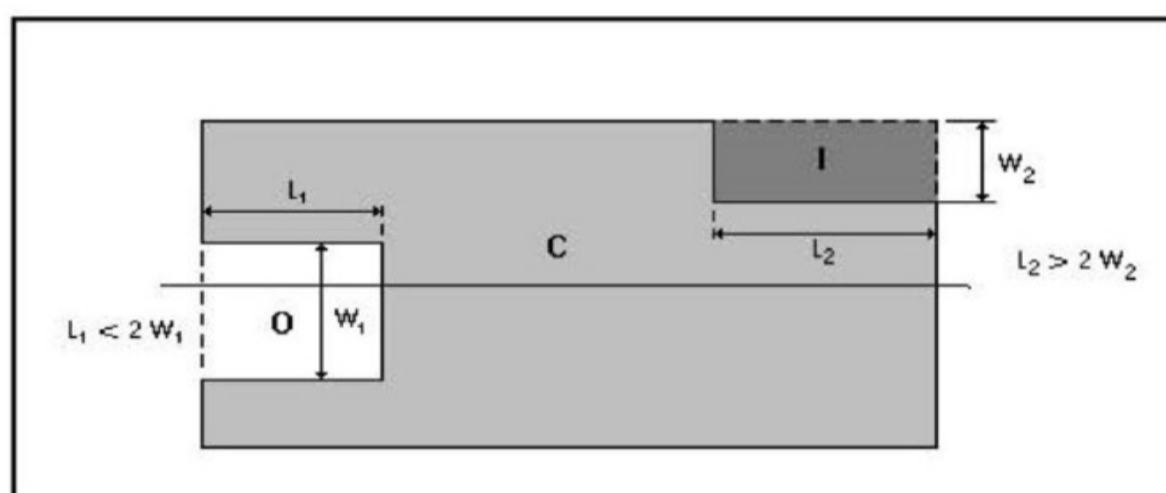 I
W₂
L₁
C
L₂
L₂ > 2 W₂
O
W₁
L₁ < 2 W₁